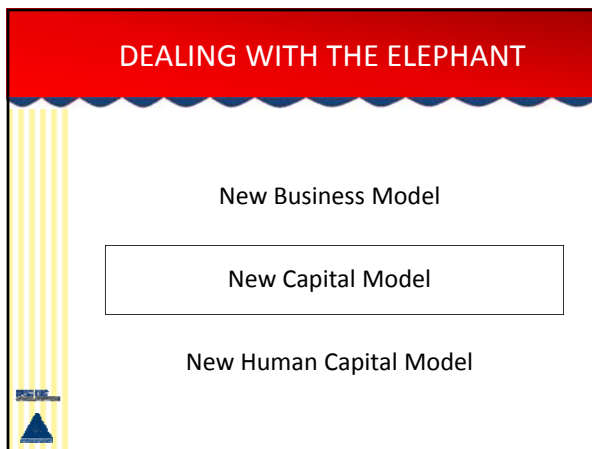 DEALING WITH THE ELEPHANT
New Business Model
New Capital Model
New Human Capital Model